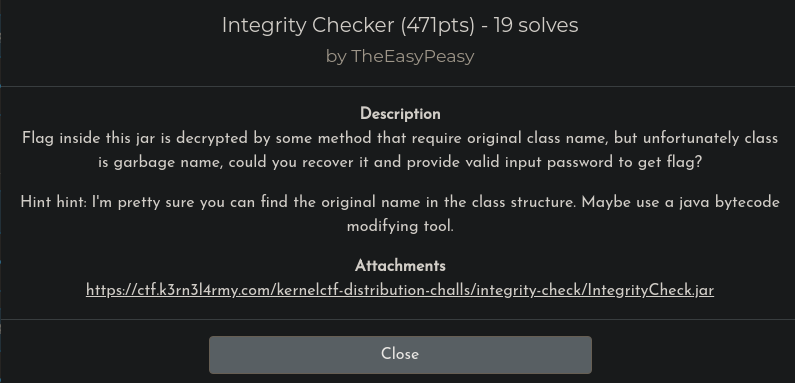 Integrity Checker (471pts) - 19 solves
by TheEasyPeasy
Description
Flag inside this jar is decrypted by some method that require original class name, but unfortunately class
is garbage name, could you recover it and provide valid input password to get flag?
Hint hint: I'm pretty sure you can find the original name in the class structure. Maybe use a java bytecode
modifying tool.
Attachments
https://ctf.k3rn3l4rmy.com/kernelctf-distribution-challs/integrity-check/IntegrityCheck.jar
Close